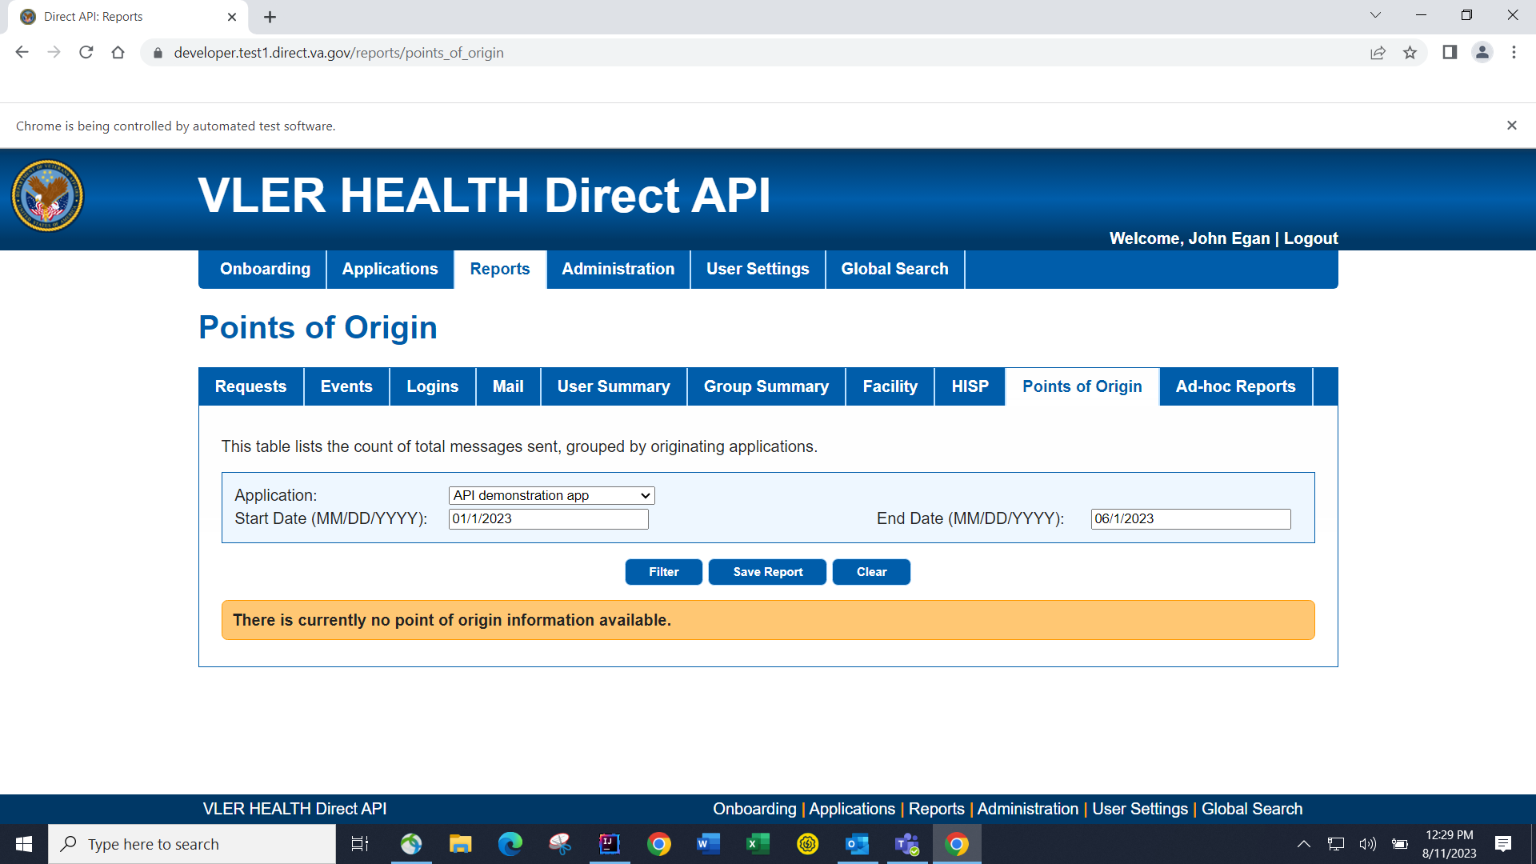 Direct API: Reports
developer.test1.direct.va.gov/reports/points_of_origin
Chrome is being controlled by automated test software.
VLER HEALTH Direct API
Welcome, John Egan | Logout
Onboarding Applications Reports Administration User Settings Global Search
Points of Origin
Requests Events Logins Mail User Summary Group Summary Facility HISP Points of Origin Ad-hoc Reports
This table lists the count of total messages sent, grouped by originating applications.
Application: API demonstration app
Start Date (MM/DD/YYYY): 01/1/2023 End Date (MM/DD/YYYY): 06/1/2023
Filter Save Report Clear
There is currently no point of origin information available.
VLER HEALTH Direct API Onboarding | Applications | Reports | Administration | User Settings | Global Search
Type here to search
12:29 PM
8/11/2023